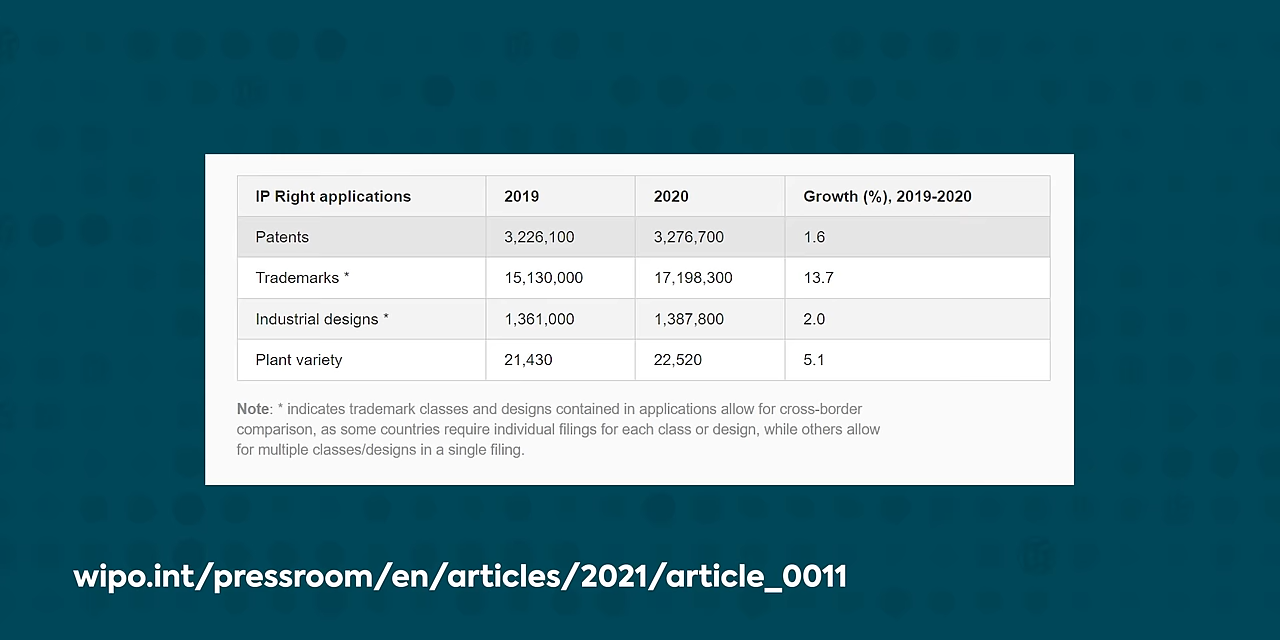 IP Right applications 2019 2020 Growth (%), 2019-2020
Patents 3,226,100 3,276,700 1.6
Trademarks * 15,130,000 17,198,300 13.7
Industrial designs * 1,361,000 1,387,800 2.0
Plant variety 21,430 22,520 5.1
Note: * indicates trademark classes and designs contained in applications allow for cross-border
comparison, as some countries require individual filings for each class or design, while others allow
for multiple classes/designs in a single filing.
wipo.int/pressroom/en/articles/2021/article_0011